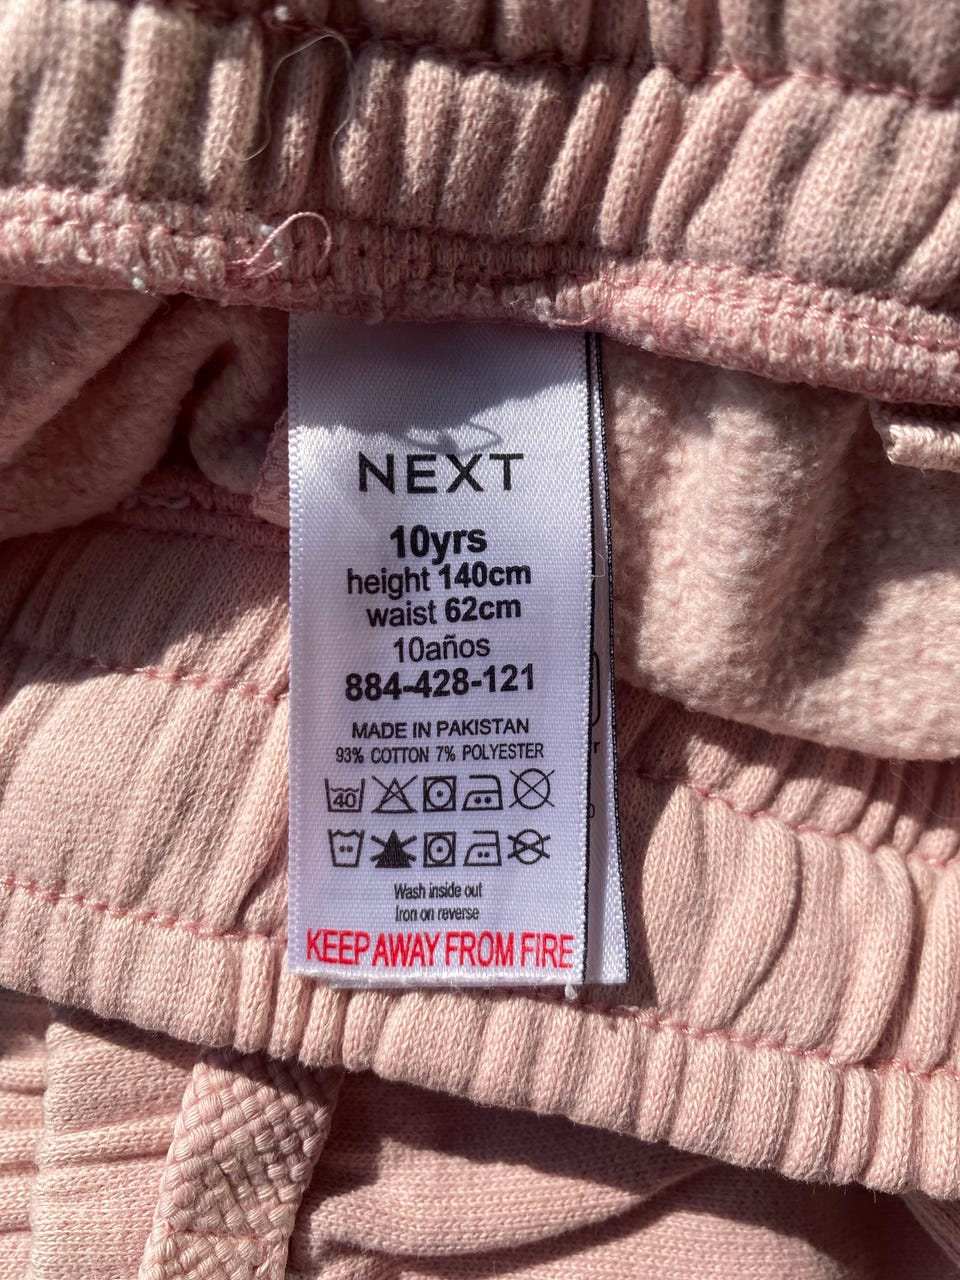 NEXT
10yrs
height 140cm
waist 62cm
10años
884-428-121
MADE IN PAKISTAN
93% COTTON 7% POLYESTER
40
Wash inside out
Iron on reverse
KEEP AWAY FROM FIRE